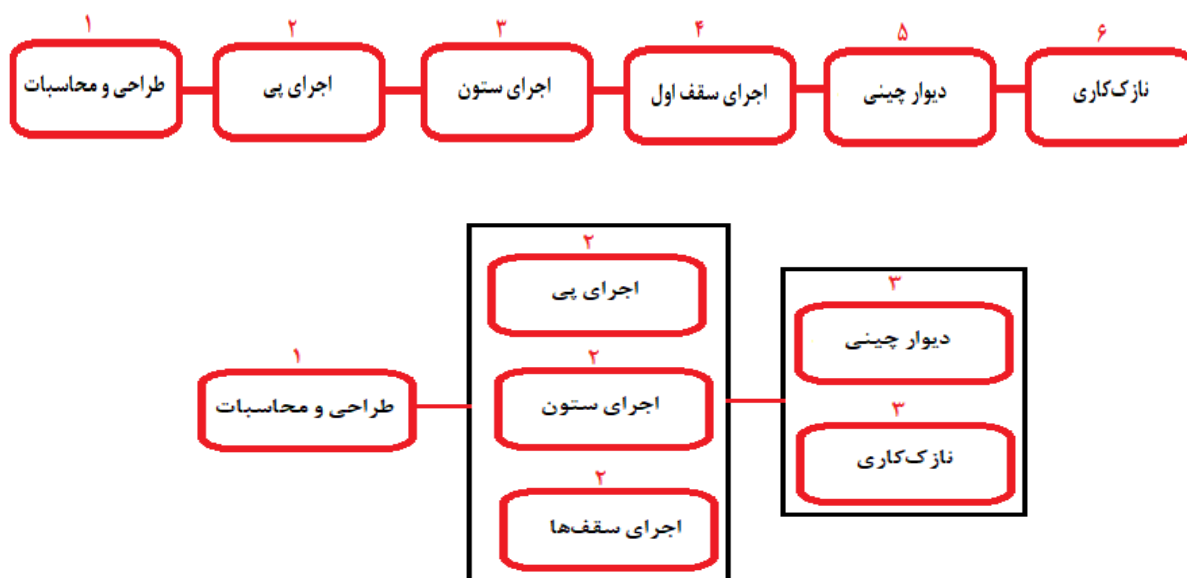 ۱ ۲ ۳ ۴ ۵ ۶
طراحی و محاسبات
اجرای پی
اجرای ستون
اجرای سقف اول
دیوار چینی
نازک‌کاری
۱
طراحی و محاسبات
۲
اجرای پی
۲
اجرای ستون
۲
اجرای سقف‌ها
۳
دیوار چینی
۳
نازک‌کاری